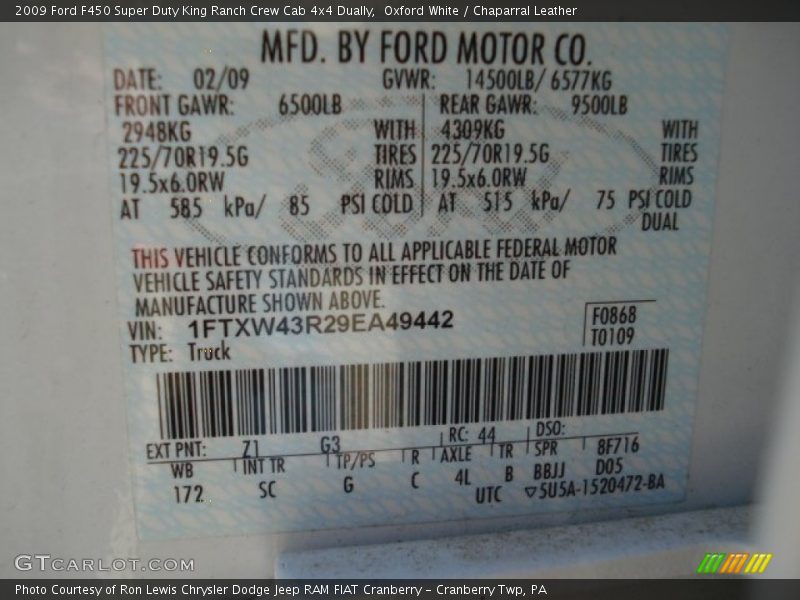 2009 Ford F450 Super Duty King Ranch Crew Cab 4x4 Dually, Oxford White / Chaparral Leather
MFD. BY FORD MOTOR CO.
DATE: 02/09 GVWR: 14500LB/ 6577KG
FRONT GAWR: 6500LB REAR GAWR: 9500LB
2948KG WITH 4309KG WITH
225/70R19.5G TIRES 225/70R19.5G TIRES
19.5x6.0RW RIMS 19.5x6.0RW RIMS
AT 585 kPa/ 85 PSI COLD AT 515 kPa/ 75 PSI COLD
DUAL
THIS VEHICLE CONFORMS TO ALL APPLICABLE FEDERAL MOTOR
VEHICLE SAFETY STANDARDS IN EFFECT ON THE DATE OF
MANUFACTURE SHOWN ABOVE.
VIN: 1FTXW43R29EA49442 F0868
TYPE: Truck T0109
EXT PNT: Z1 G3 RC: 44 DSO:
WB INT TR TP/PS R AXLE TR SPR 8F716
172 SC G C 4L B BBJJ D05
UTC ▽5U5A-1520472-BA
GTCARLOT.COM
Photo Courtesy of Ron Lewis Chrysler Dodge Jeep RAM FIAT Cranberry – Cranberry Twp, PA